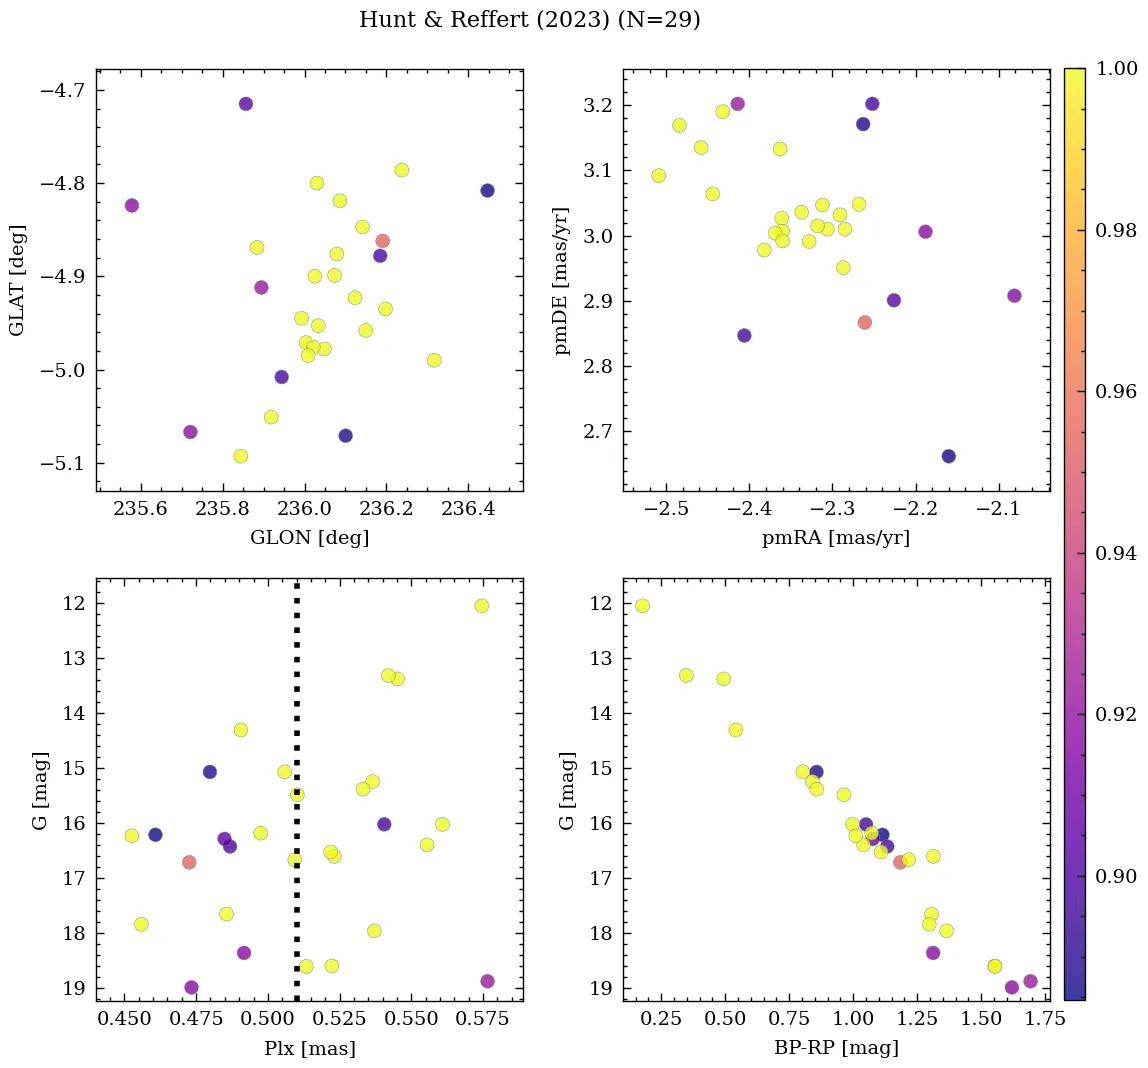 Hunt & Reffert (2023) (N=29)
−4.7
−4.8
−4.9
−5.0
−5.1
GLAT [deg]
235.6 235.8 236.0 236.2 236.4
GLON [deg]
3.2
3.1
3.0
2.9
2.8
2.7
pmDE [mas/yr]
−2.5 −2.4 −2.3 −2.2 −2.1
pmRA [mas/yr]
12
13
14
15
16
17
18
19
G [mag]
0.450 0.475 0.500 0.525 0.550 0.575
Plx [mas]
12
13
14
15
16
17
18
19
G [mag]
0.25 0.50 0.75 1.00 1.25 1.50 1.75
BP-RP [mag]
1.00
0.98
0.96
0.94
0.92
0.90